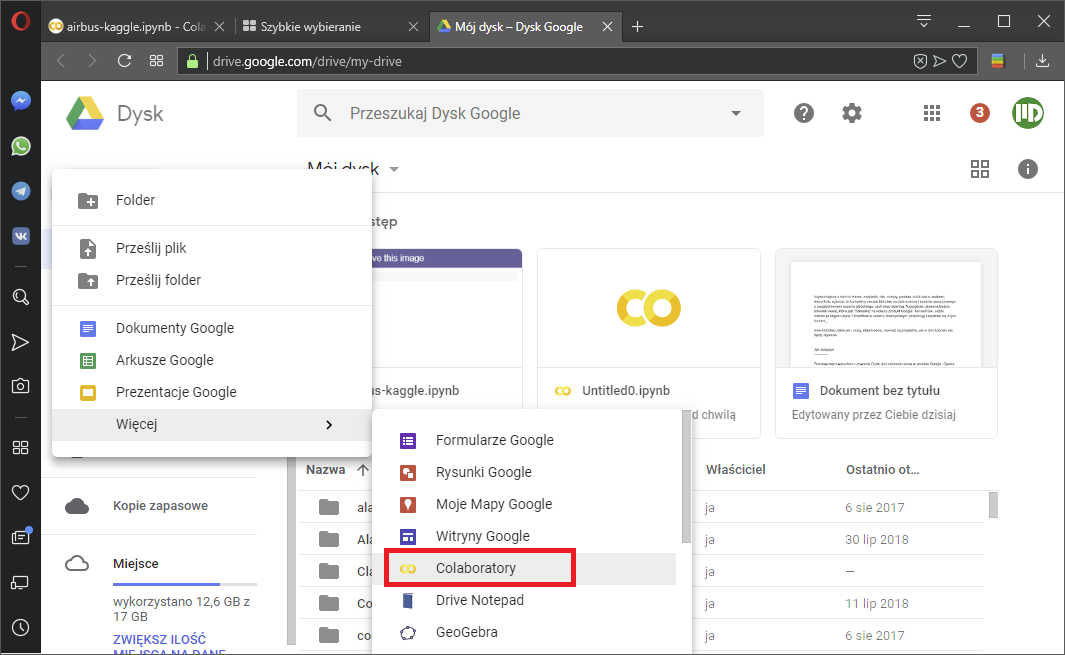 airbus-kaggle.ipynb - Cola
Szybkie wybieranie
Mój dysk – Dysk Google
drive.google.com/drive/my-drive
Dysk
Przeszukaj Dysk Google
3
Mój dysk
Folder
Prześlij plik
Prześlij folder
Dokumenty Google
Arkusze Google
Prezentacje Google
Więcej
stęp
ve this image
us-kaggle.ipynb
Untitled0.ipynb
d chwilą
Dokument bez tytułu
Edytowany przez Ciebie dzisiaj
Formularze Google
Rysunki Google
Moje Mapy Google
Witryny Google
Colaboratory
Drive Notepad
GeoGebra
Nazwa
Właściciel
Ostatnio ot...
ala
ja
6 sie 2017
Ala
ja
30 lip 2018
Cla
ja
—
Co
ja
11 lip 2018
co
ja
6 sie 2017
Kopie zapasowe
Miejsce
wykorzystano 12,6 GB z
17 GB
ZWIĘKSZ ILOŚĆ
MIEJSCA NA DANE